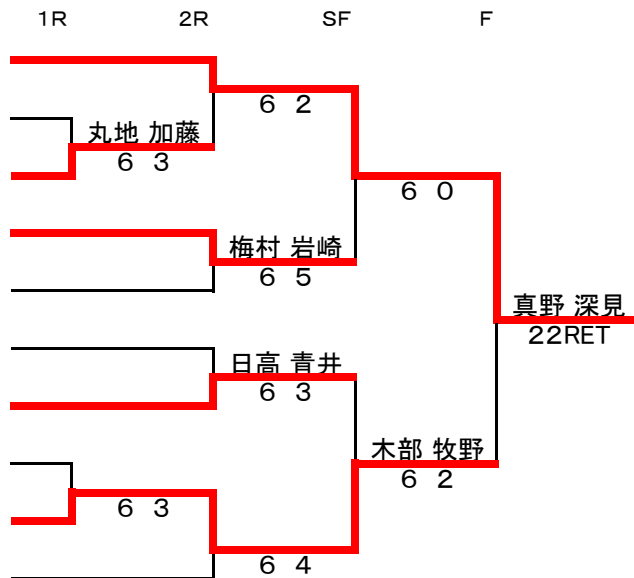 1R 2R SF F
6 2
丸地 加藤
6 3
6 0
梅村 岩崎
6 5
真野 深見
22RET
日高 青井
6 3
木部 牧野
6 2
6 3
6 4